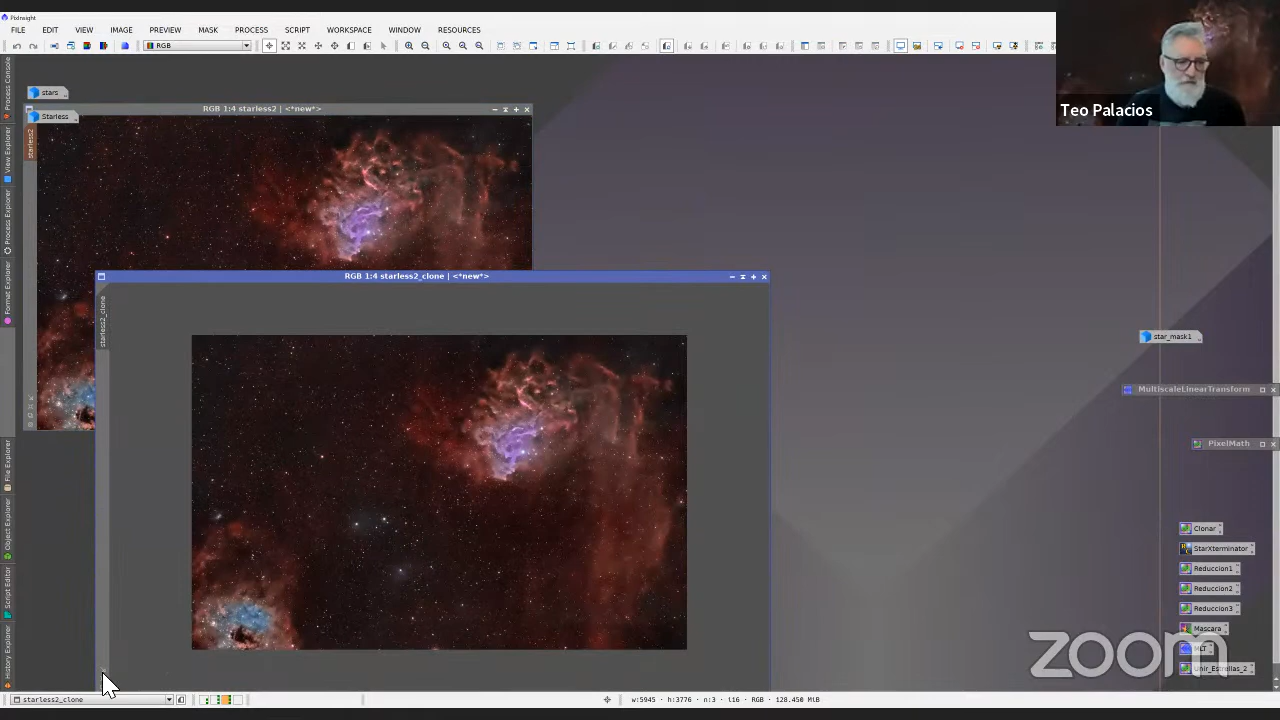 PixInsight
FILE EDIT VIEW IMAGE PREVIEW MASK PROCESS SCRIPT WORKSPACE WINDOW RESOURCES
RGB
Teo Palacios
Process Console
View Explorer
Process Explorer
Format Explorer
File Explorer
Object Explorer
Script Editor
History Explorer
stars
RGB 1:4 starless2 | <*new*>
Starless
starless2
RGB 1:4 starless2_clone | <*new*>
starless2_clone
star_mask1
MultiscaleLinearTransform
PixelMath
Clonar
StarXterminator
Reduccion1
Reduccion2
Reduccion3
Mascara
MLT
Unir_Estrellas_2
zoom
starless2_clone
w:5945 · h:3776 · n:3 · i16 · RGB · 128.450 MiB